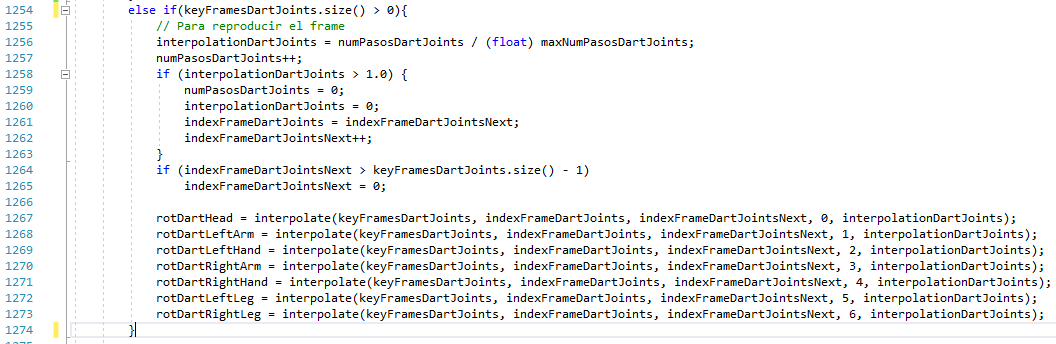 1254 else if(keyFramesDartJoints.size() > 0){
1255 // Para reproducir el frame
1256 interpolationDartJoints = numPasosDartJoints / (float) maxNumPasosDartJoints;
1257 numPasosDartJoints++;
1258 if (interpolationDartJoints > 1.0) {
1259 numPasosDartJoints = 0;
1260 interpolationDartJoints = 0;
1261 indexFrameDartJoints = indexFrameDartJointsNext;
1262 indexFrameDartJointsNext++;
1263 }
1264 if (indexFrameDartJointsNext > keyFramesDartJoints.size() - 1)
1265 indexFrameDartJointsNext = 0;
1266
1267 rotDartHead = interpolate(keyFramesDartJoints, indexFrameDartJoints, indexFrameDartJointsNext, 0, interpolationDartJoints);
1268 rotDartLeftArm = interpolate(keyFramesDartJoints, indexFrameDartJoints, indexFrameDartJointsNext, 1, interpolationDartJoints);
1269 rotDartLeftHand = interpolate(keyFramesDartJoints, indexFrameDartJoints, indexFrameDartJointsNext, 2, interpolationDartJoints);
1270 rotDartRightArm = interpolate(keyFramesDartJoints, indexFrameDartJoints, indexFrameDartJointsNext, 3, interpolationDartJoints);
1271 rotDartRightHand = interpolate(keyFramesDartJoints, indexFrameDartJoints, indexFrameDartJointsNext, 4, interpolationDartJoints);
1272 rotDartLeftLeg = interpolate(keyFramesDartJoints, indexFrameDartJoints, indexFrameDartJointsNext, 5, interpolationDartJoints);
1273 rotDartRightLeg = interpolate(keyFramesDartJoints, indexFrameDartJoints, indexFrameDartJointsNext, 6, interpolationDartJoints);
1274 }